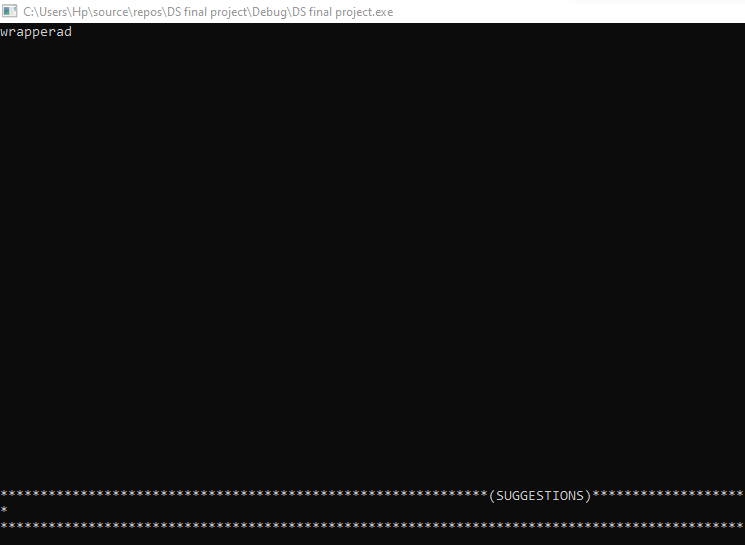 C:\Users\Hp\source\repos\DS final project\Debug\DS final project.exe
wrapperad
*************************************************************(SUGGESTIONS)*******************
*
*********************************************************************************************